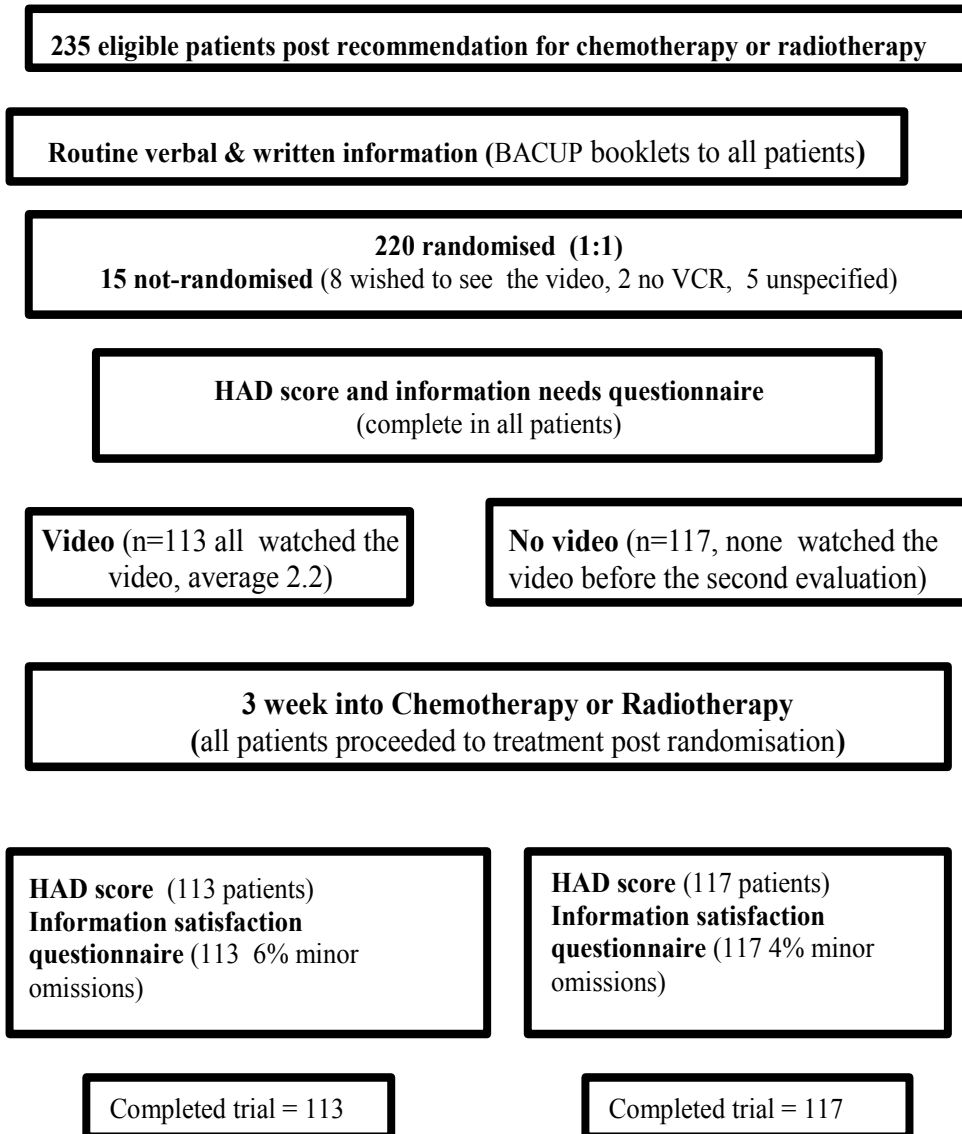 235 eligible patients post recommendation for chemotherapy or radiotherapy
Routine verbal & written information (BACUP booklets to all patients)
220 randomised (1:1)
15 not-randomised (8 wished to see the video, 2 no VCR, 5 unspecified)
HAD score and information needs questionnaire
(complete in all patients)
Video (n=113 all watched the
video, average 2.2)
No video (n=117, none watched the
video before the second evaluation)
3 week into Chemotherapy or Radiotherapy
(all patients proceeded to treatment post randomisation)
HAD score (113 patients)
Information satisfaction
questionnaire (113 6% minor
omissions)
HAD score (117 patients)
Information satisfaction
questionnaire (117 4% minor
omissions)
Completed trial = 113
Completed trial = 117